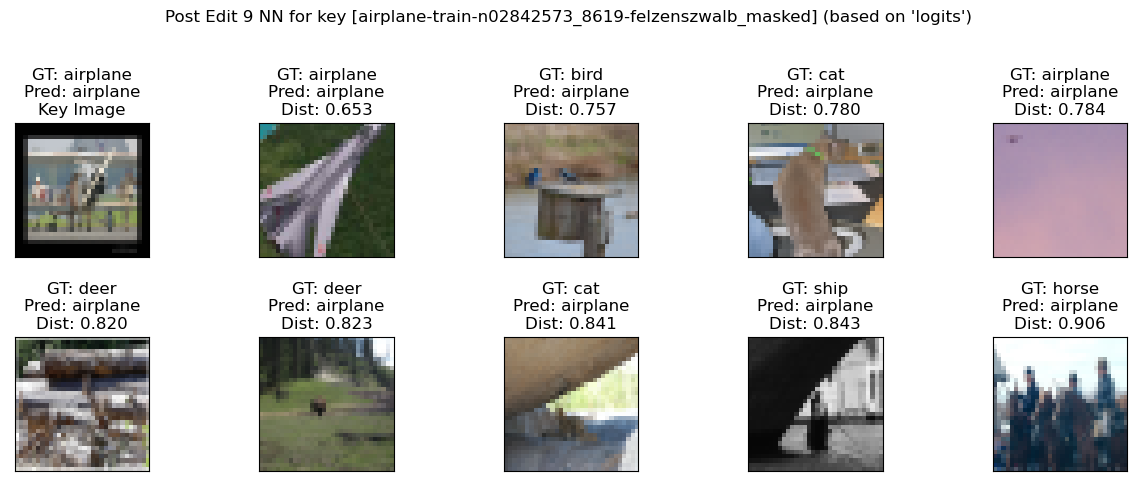 Post Edit 9 NN for key [airplane-train-n02842573_8619-felzenszwalb_masked] (based on 'logits')
GT: airplane
Pred: airplane
Key Image
GT: airplane
Pred: airplane
Dist: 0.653
GT: bird
Pred: airplane
Dist: 0.757
GT: cat
Pred: airplane
Dist: 0.780
GT: airplane
Pred: airplane
Dist: 0.784
GT: deer
Pred: airplane
Dist: 0.820
GT: deer
Pred: airplane
Dist: 0.823
GT: cat
Pred: airplane
Dist: 0.841
GT: ship
Pred: airplane
Dist: 0.843
GT: horse
Pred: airplane
Dist: 0.906